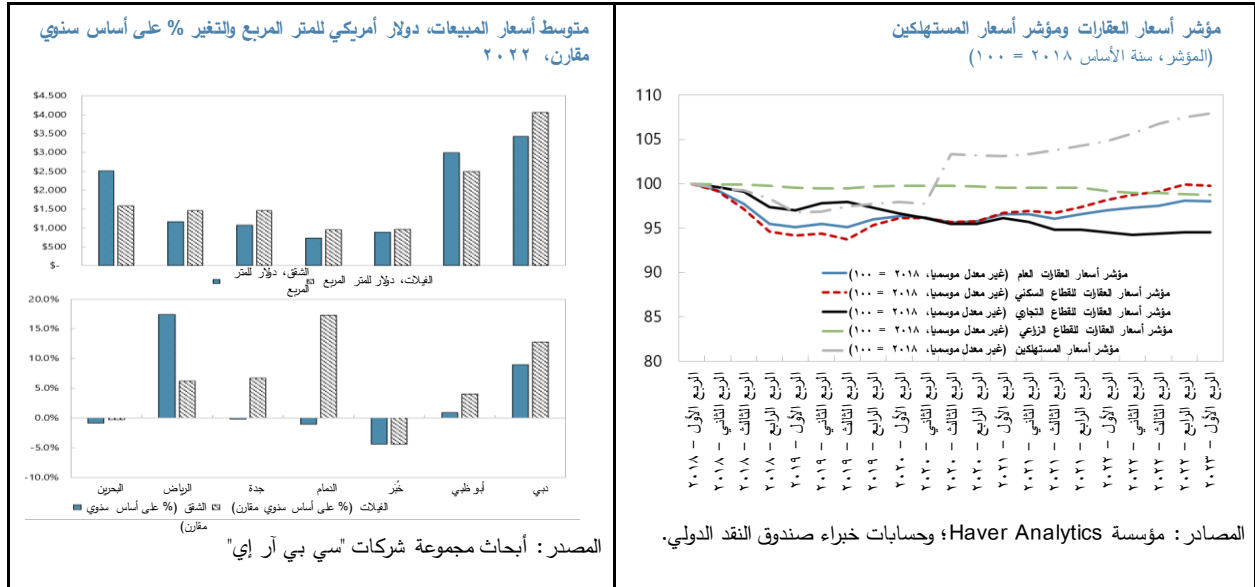 مؤشر أسعار العقارات ومؤشر أسعار المستهلكين
(المؤشر، سنة الأساس ٢٠١٨ = ١٠٠)
110
105
100
95
90
85
80
مؤشر أسعار العقارات العام (غير معدل موسميا، ٢٠١٨ = ١٠٠)
مؤشر أسعار العقارات للقطاع السكني (غير معدل موسميا، ٢٠١٨ = ١٠٠)
مؤشر أسعار العقارات للقطاع التجاري (غير معدل موسميا، ٢٠١٨ = ١٠٠)
مؤشر أسعار العقارات للقطاع الزراعي (غير معدل موسميا، ٢٠١٨ = ١٠٠)
مؤشر أسعار المستهلكين (غير معدل موسميا، ٢٠١٨ = ١٠٠)
الربع الأول – ٢٠١٨
الربع الثاني – ٢٠١٨
الربع الثالث – ٢٠١٨
الربع الرابع – ٢٠١٨
الربع الأول – ٢٠١٩
الربع الثاني – ٢٠١٩
الربع الثالث – ٢٠١٩
الربع الرابع – ٢٠١٩
الربع الأول – ٢٠٢٠
الربع الثاني – ٢٠٢٠
الربع الثالث – ٢٠٢٠
الربع الرابع – ٢٠٢٠
الربع الأول – ٢٠٢١
الربع الثاني – ٢٠٢١
الربع الثالث – ٢٠٢١
الربع الرابع – ٢٠٢١
الربع الأول – ٢٠٢٢
الربع الثاني – ٢٠٢٢
الربع الثالث – ٢٠٢٢
الربع الرابع – ٢٠٢٢
الربع الأول – ٢٠٢٣
المصادر: مؤسسة Haver Analytics؛ وحسابات خبراء صندوق النقد الدولي.
متوسط أسعار المبيعات، دولار أمريكي للمتر المربع والتغير % على أساس سنوي
مقارن، ٢٠٢٢
$4,500
$4,000
$3,500
$3,000
$2,500
$2,000
$1,500
$1,000
$500
$-
الشقق، دولار للمتر
المربع
الفيلات، دولار للمتر المربع
20.0%
15.0%
10.0%
5.0%
0.0%
-5.0%
-10.0%
البحرين
الرياض
جدة
الدمام
خُبَر
أبو ظبي
دبي
الشقق (% على أساس سنوي
مقارن)
الفيلات (% على أساس سنوي مقارن)
المصدر: أبحاث مجموعة شركات "سي بي آر إي"